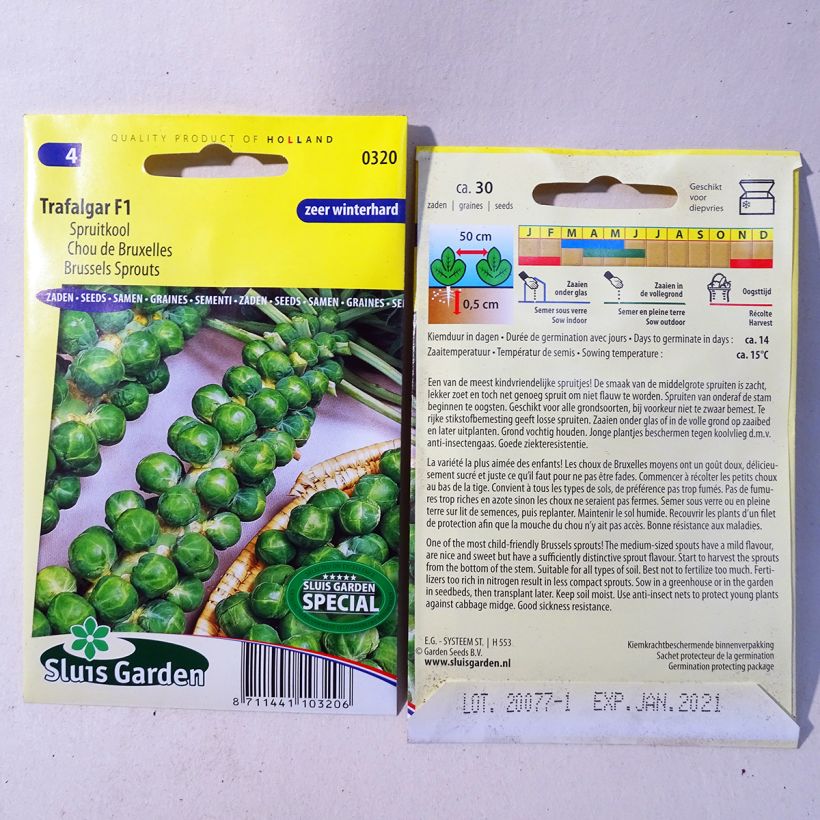 QUALITY PRODUCT OF HOLLAND
4
0320
Trafalgar F1
zeer winterhard
Spruitkool
Chou de Bruxelles
Brussels Sprouts
ZADEN • SEEDS • SAMEN • GRAINES • SEMENTI • ZADEN • SEEDS • SAMEN • GRAINES • SE
SLUIS GARDEN
SPECIAL
Sluis Garden
8 711441 103206
ca. 30
zaden | graines | seeds
Geschikt
voor
diepvries
J F M A M J J A S O N D
50 cm
0,5 cm
Zaaien
onder glas
Semer sous verre
Sow indoor
Zaaien in
de vollegrond
Semer en pleine terre
Sow outdoor
Oogsttijd
Récolte
Harvest
Kiemduur in dagen • Durée de germination avec jours • Days to germinate in days : ca. 14
Zaaitemperatuur • Températur de semis • Sowing temperature : ca. 15°C
Een van de meest kindvriendelijke spruitjes! De smaak van de middelgrote spruiten is zacht,
lekker zoet en toch net genoeg spruit om niet flauw te worden. Spruiten van onderaf de stam
beginnen te oogsten. Geschikt voor alle grondsoorten, bij voorkeur niet te zwaar bemest. Te
rijke stikstofbemesting geeft losse spruiten. Zaaien onder glas of in de volle grond op zaaibed
en later uitplanten. Grond vochtig houden. Jonge plantjes beschermen tegen koolvlieg d.m.v.
anti-insectengaas. Goede ziekteresistentie.
La variété la plus aimée des enfants! Les choux de Bruxelles moyens ont un goût doux, délicieu-
sement sucré et juste ce qu'il faut pour ne pas être fades. Commencer à récolter les petits choux
au bas de la tige. Convient à tous les types de sols, de préférence pas trop fumés. Pas de fumu-
res trop riches en azote sinon les choux ne seraient pas fermes. Semer sous verre ou en pleine
terre sur lit de semences, puis replanter. Maintenir le sol humide. Recouvrir les plants d'un filet
de protection afin que la mouche du chou n'y ait pas accès. Bonne résistance aux maladies.
One of the most child-friendly Brussels sprouts! The medium-sized sprouts have a mild flavour,
are nice and sweet but have a sufficiently distinctive sprout flavour. Start to harvest the sprouts
from the bottom of the stem. Suitable for all types of soil. Best not to fertilize too much. Ferti-
lizers too rich in nitrogen result in less compact sprouts. Sow in a greenhouse or in the garden
in seedbeds, then transplant later. Keep soil moist. Use anti-insect nets to protect young plants
against cabbage midge. Good sickness resistance.
E.G. - SYSTEEM ST. | H 553
© Garden Seeds B.V.
www.sluisgarden.nl
Kiemkrachtbeschermende binnenverpakking
Sachet protecteur de la germination
Germination protecting package
LOT. 20077-1 EXP.JAN.2021